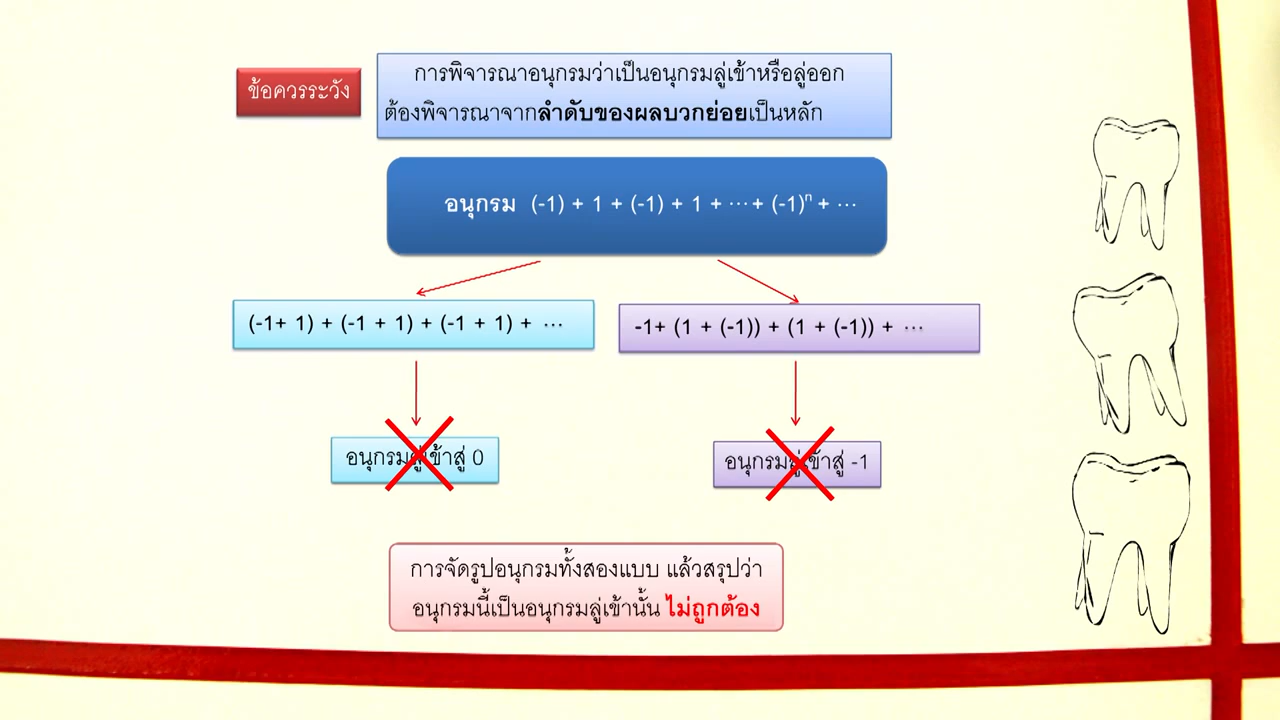 ข้อควรระวัง
การพิจารณาอนุกรมว่าเป็นอนุกรมลู่เข้าหรือลู่ออก
ต้องพิจารณาจากลำดับของผลบวกย่อยเป็นหลัก
อนุกรม (-1) + 1 + (-1) + 1 + ⋯ + (-1)ⁿ + ⋯
(-1+ 1) + (-1 + 1) + (-1 + 1) + ⋯
-1+ (1 + (-1)) + (1 + (-1)) + ⋯
อนุกรมลู่เข้าสู่ 0
อนุกรมลู่เข้าสู่ -1
การจัดรูปอนุกรมทั้งสองแบบ แล้วสรุปว่า
อนุกรมนี้เป็นอนุกรมลู่เข้านั้น ไม่ถูกต้อง